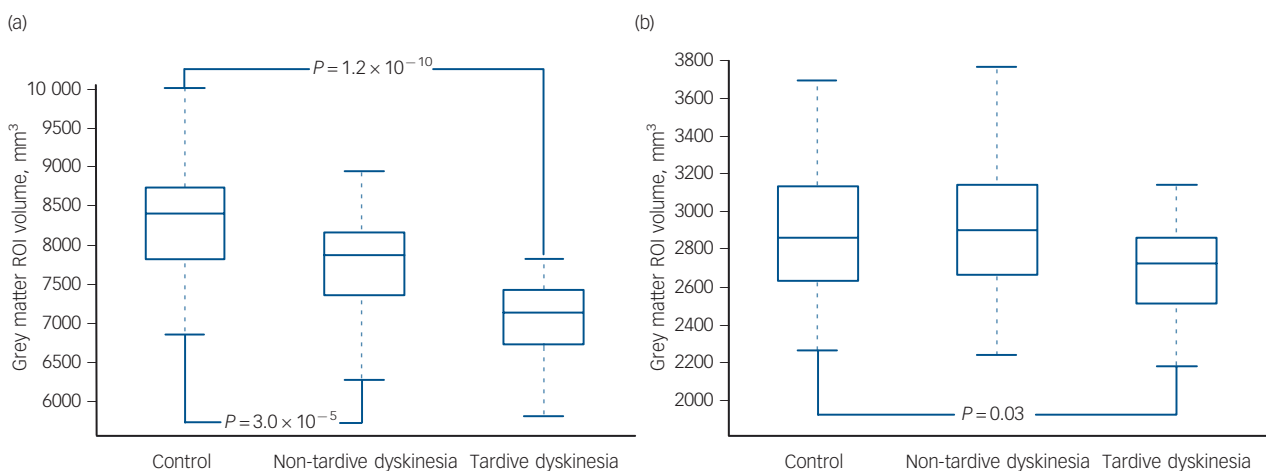 (a)
Grey matter ROI volume, mm³
10 000
9500
9000
8500
8000
7500
7000
6500
6000
P = 1.2 × 10⁻¹⁰
P = 3.0 × 10⁻⁵
Control
Non-tardive dyskinesia
Tardive dyskinesia
(b)
Grey matter ROI volume, mm³
3800
3600
3400
3200
3000
2800
2600
2400
2200
2000
P = 0.03
Control
Non-tardive dyskinesia
Tardive dyskinesia